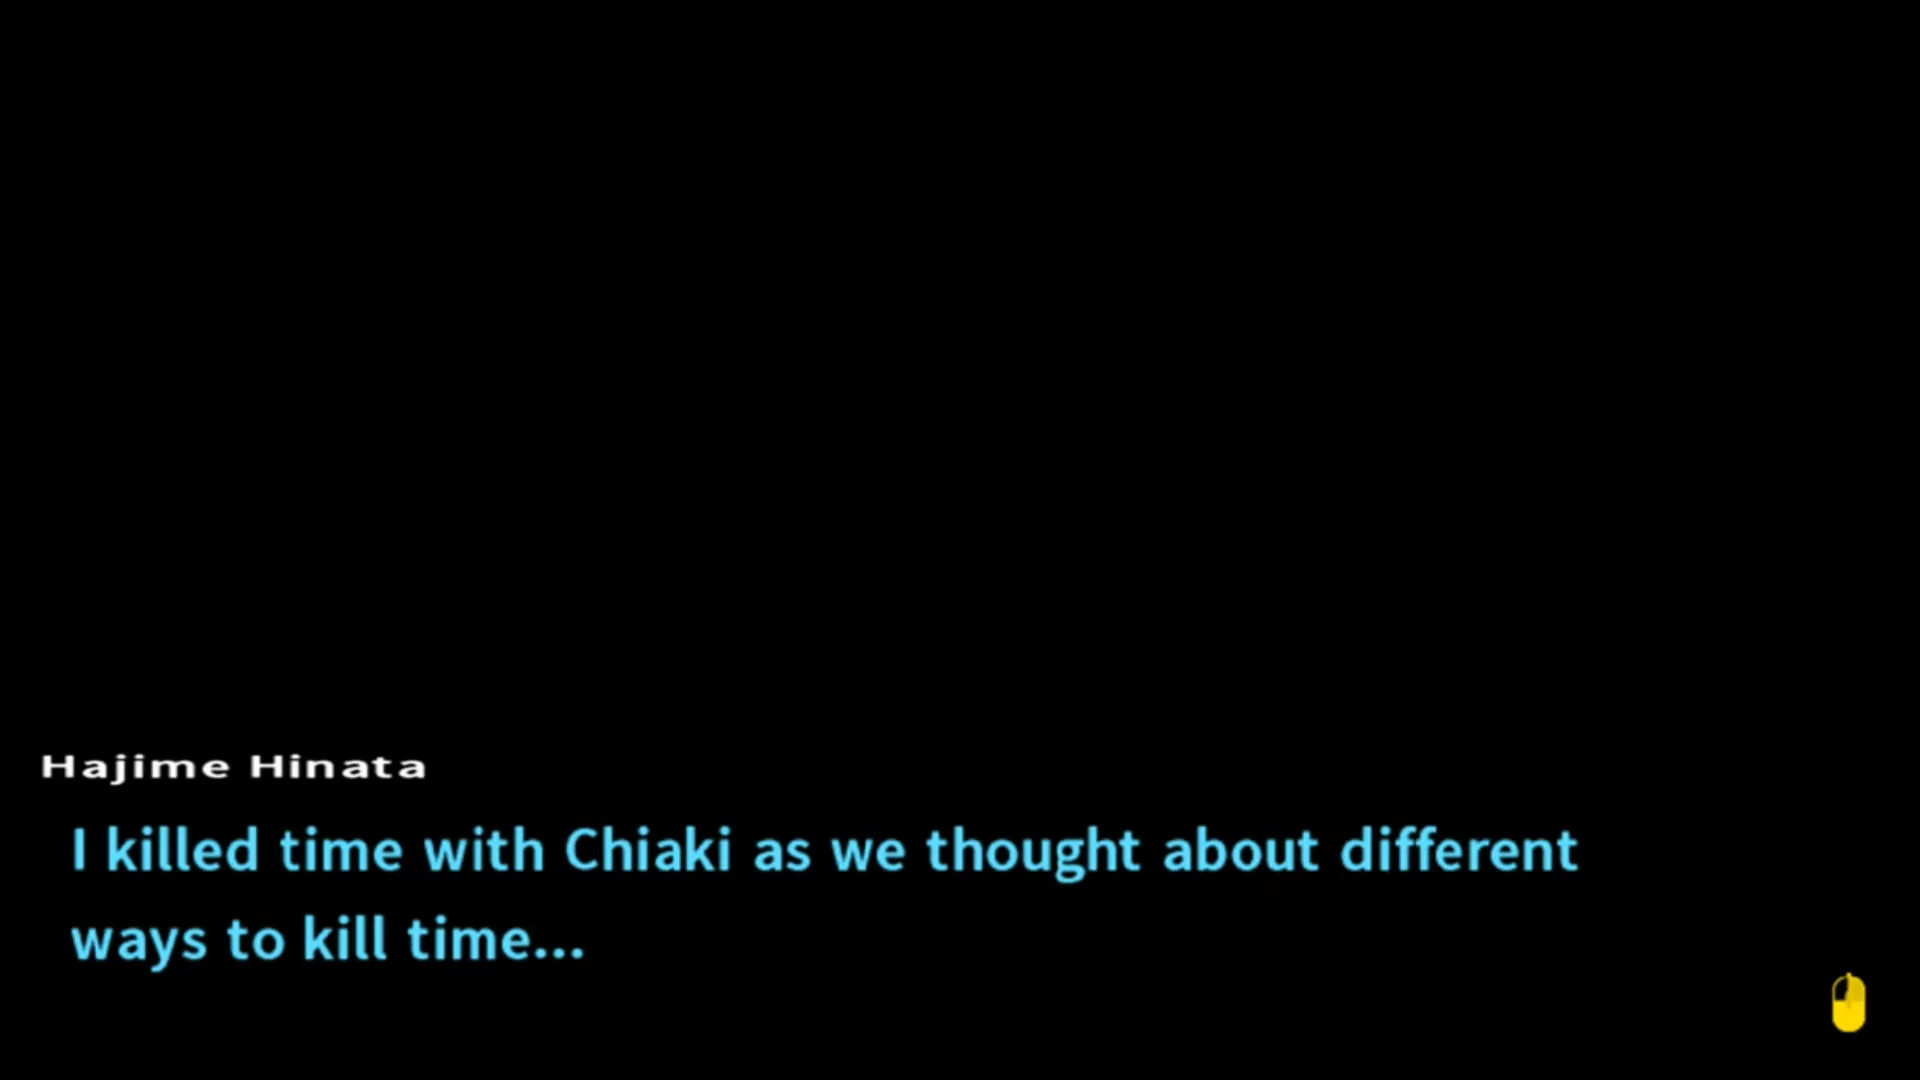 Hajime Hinata
I killed time with Chiaki as we thought about different
ways to kill time...